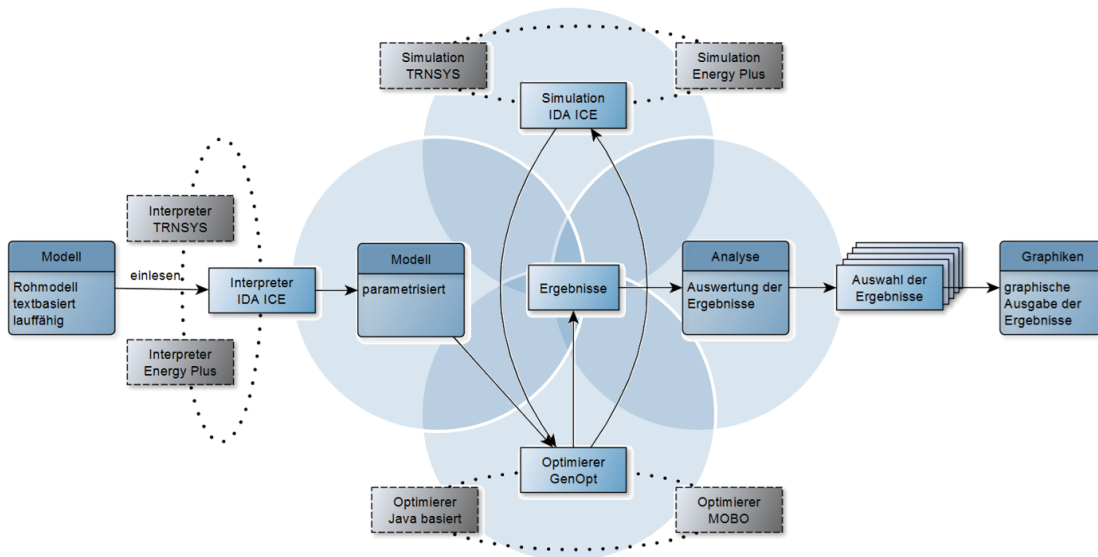 Simulation
TRNSYS
Simulation
Energy Plus
Simulation
IDA ICE
Interpreter
TRNSYS
Modell
Rohmodell
textbasiert
lauffähig
einlesen
Interpreter
IDA ICE
Interpreter
Energy Plus
Modell
parametrisiert
Ergebnisse
Analyse
Auswertung der
Ergebnisse
Auswahl der
Ergebnisse
Graphiken
graphische
Ausgabe der
Ergebnisse
Optimierer
GenOpt
Optimierer
Java basiert
Optimierer
MOBO